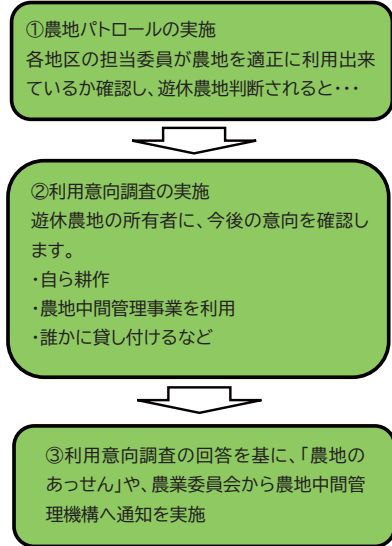 ①農地パトロールの実施
各地区の担当委員が農地を適正に利用出来
ているか確認し、遊休農地判断されると・・・
②利用意向調査の実施
遊休農地の所有者に、今後の意向を確認し
ます。
・自ら耕作
・農地中間管理事業を利用
・誰かに貸し付けるなど
③利用意向調査の回答を基に、「農地の
あっせん」や、農業委員会から農地中間管
理機構へ通知を実施